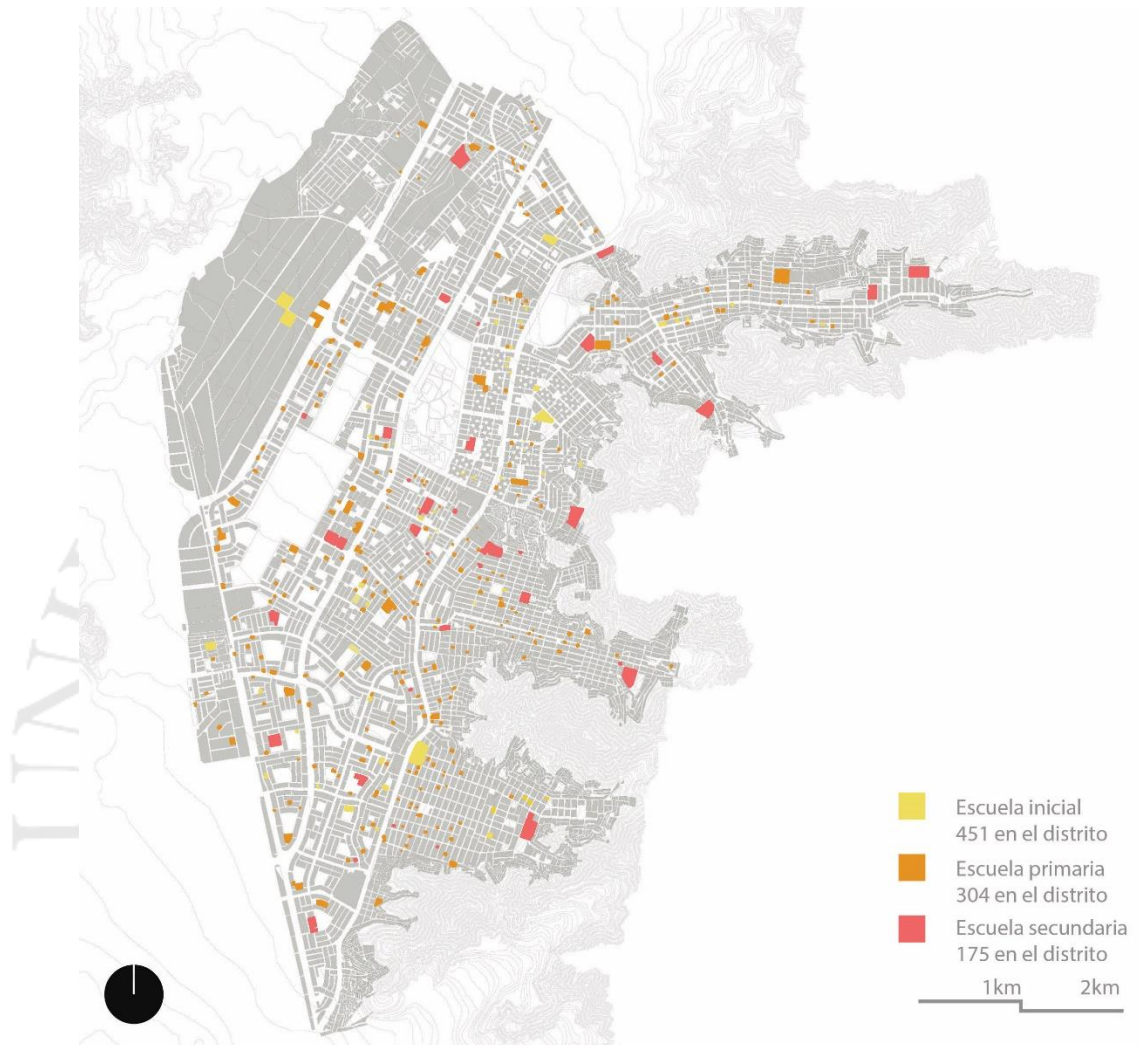 Escuela inicial
451 en el distrito
Escuela primaria
304 en el distrito
Escuela secundaria
175 en el distrito
1km 2km